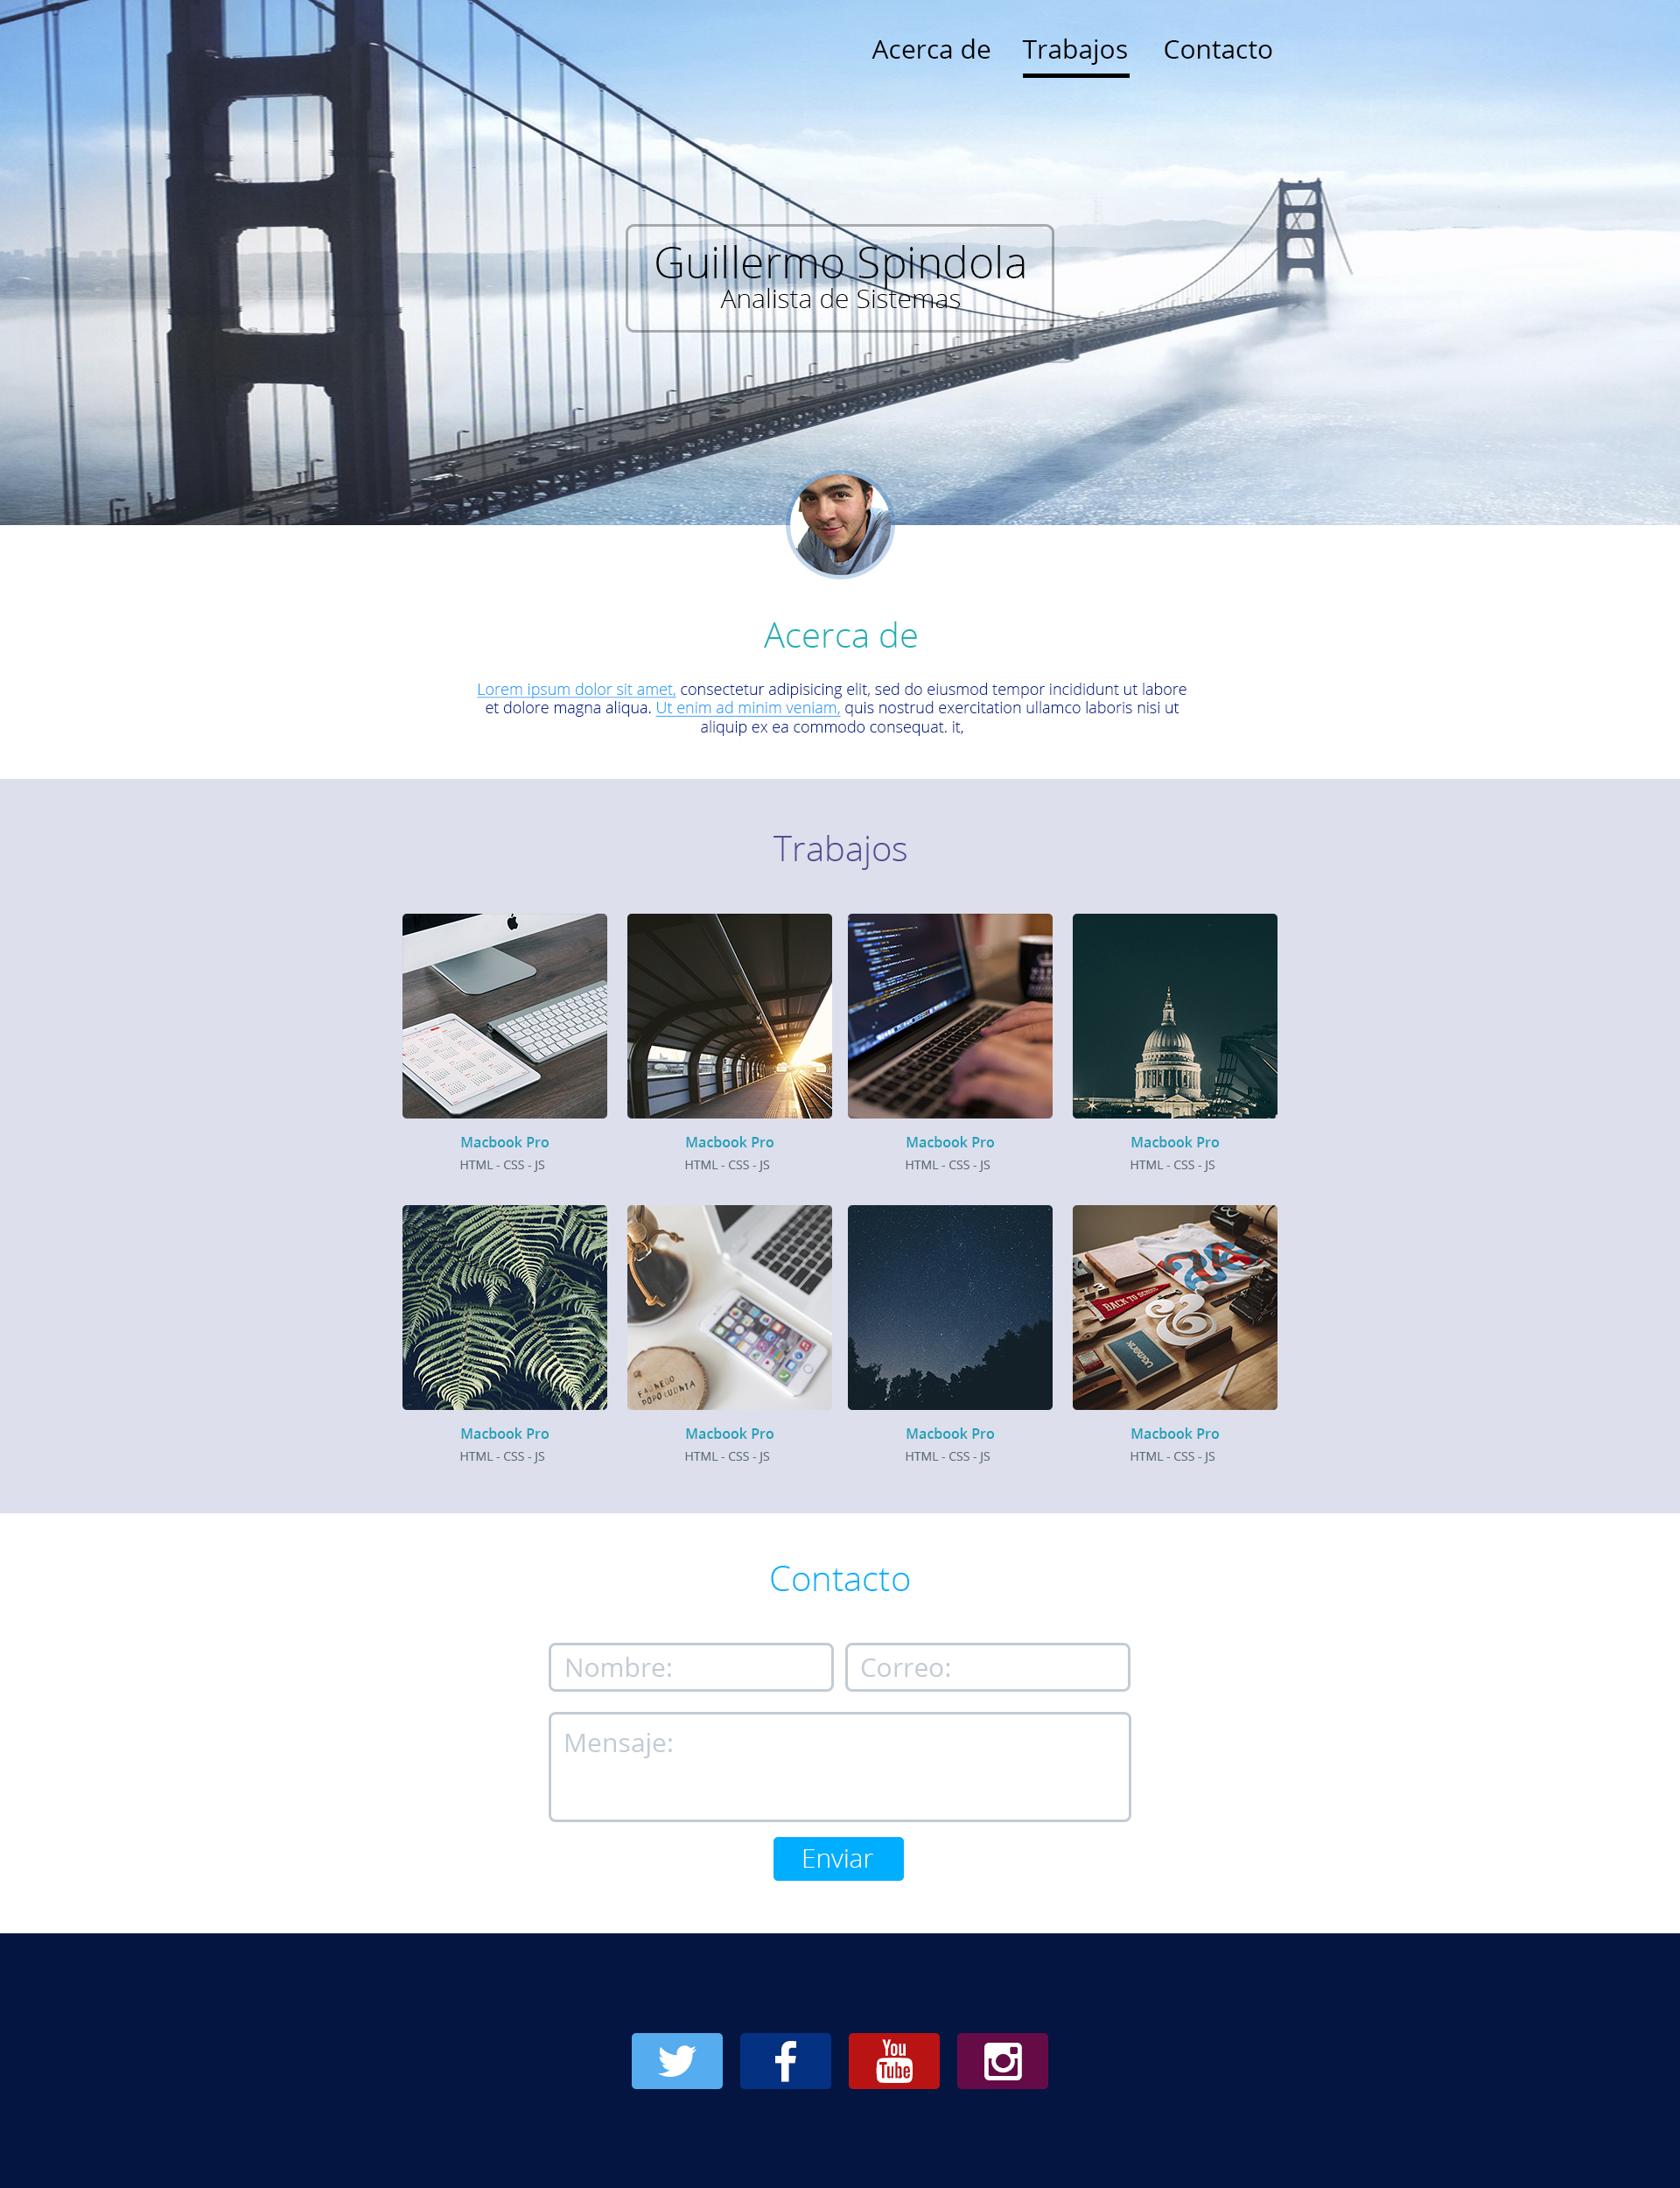 Acerca de Trabajos Contacto
Guillermo Spindola
Analista de Sistemas
Acerca de
Lorem ipsum dolor sit amet, consectetur adipisicing elit, sed do eiusmod tempor incididunt ut labore
et dolore magna aliqua. Ut enim ad minim veniam, quis nostrud exercitation ullamco laboris nisi ut
aliquip ex ea commodo consequat. it,
Trabajos
Macbook Pro Macbook Pro Macbook Pro Macbook Pro
HTML - CSS - JS HTML - CSS - JS HTML - CSS - JS HTML - CSS - JS
BACK TO SCHOOL
&
POPOLUDNIA
Macbook Pro Macbook Pro Macbook Pro Macbook Pro
HTML - CSS - JS HTML - CSS - JS HTML - CSS - JS HTML - CSS - JS
Contacto
Nombre: Correo:
Mensaje:
Enviar
You
Tube